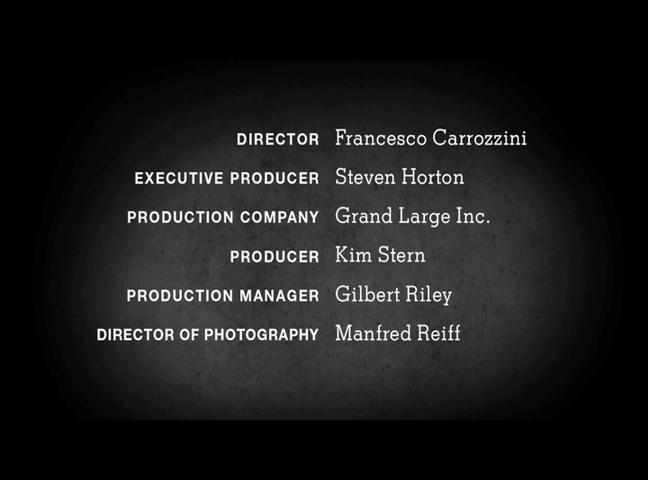 DIRECTOR Francesco Carrozzini
EXECUTIVE PRODUCER Steven Horton
PRODUCTION COMPANY Grand Large Inc.
PRODUCER Kim Stern
PRODUCTION MANAGER Gilbert Riley
DIRECTOR OF PHOTOGRAPHY Manfred Reiff